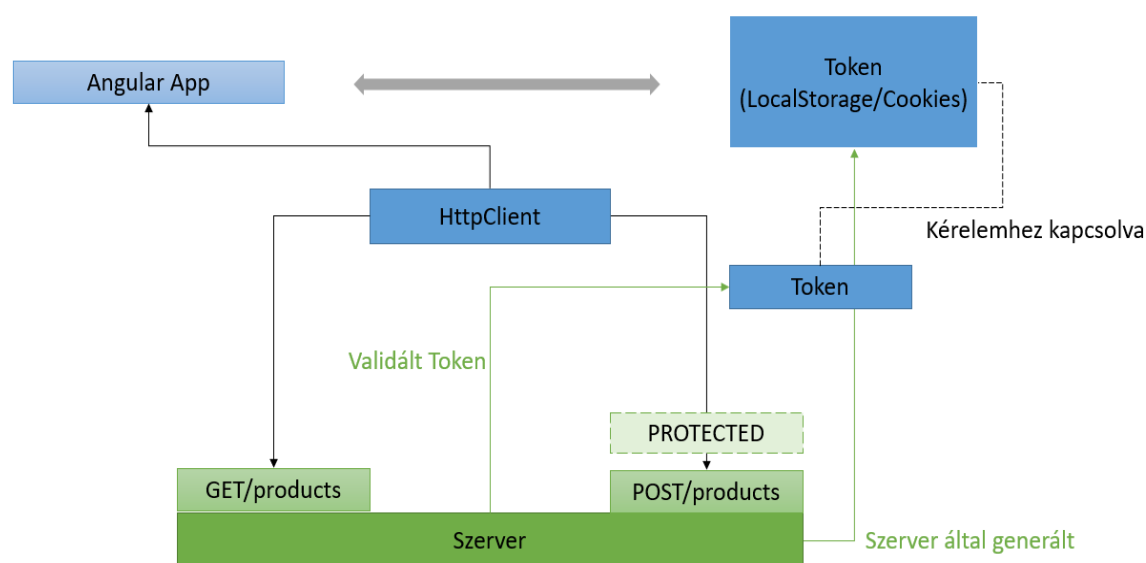 Angular App
Token
(LocalStorage/Cookies)
HttpClient
Kérelemhez kapcsolva
Token
Validált Token
PROTECTED
GET/products
POST/products
Szerver
Szerver által generált